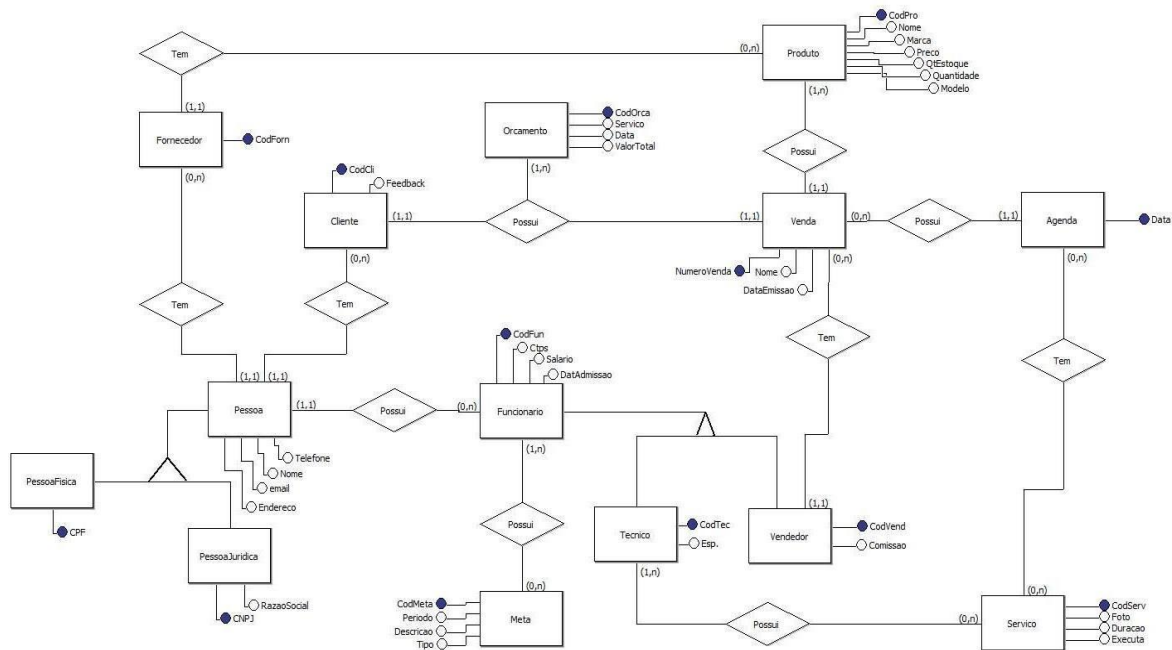 CodPro
Nome
Marca
Preco
QtEstoque
Quantidade
Modelo
Produto
(0,n)
(1,n)
Tem
(1,1)
Fornecedor
CodForn
(0,n)
Orcamento
CodOrca
Servico
Data
ValorTotal
(1,n)
Possui
CodCli
Feedback
Cliente
(1,1)
(0,n)
Possui
(1,1)
(1,1)
Venda
(0,n)
(0,n)
NumeroVenda
Nome
DataEmissao
Possui
(1,1)
Agenda
Data
(0,n)
Tem
Tem
Tem
Tem
(1,1)
(1,1)
Pessoa
(1,1)
Telefone
Nome
email
Endereco
Possui
CodFun
Ctps
Salario
DatAdmissao
(0,n)
Funcionario
(1,n)
PessoaFisica
CPF
PessoaJuridica
RazaoSocial
CNPJ
Possui
(0,n)
CodMeta
Periodo
Descricao
Tipo
Meta
Tecnico
CodTec
Esp.
(1,n)
(1,1)
Vendedor
CodVend
Comissao
Possui
(0,n)
(0,n)
Servico
CodServ
Foto
Duracao
Executa